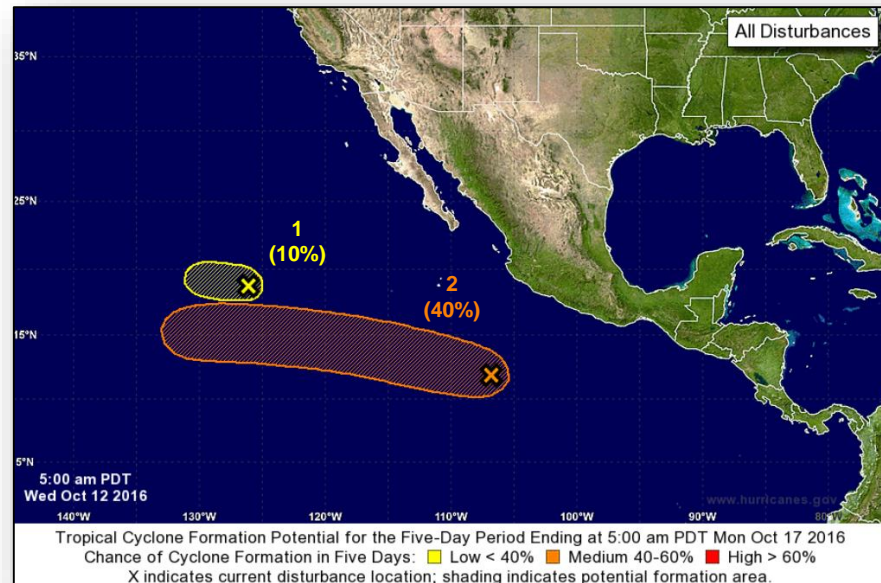 All Disturbances
35°N
25°N
1
(10%)
2
(40%)
15°N
5°N
5:00 am PDT
Wed Oct 12 2016
www.hurricanes.gov
140°W 130°W 120°W 110°W 100°W 90°W 80°W
Tropical Cyclone Formation Potential for the Five-Day Period Ending at 5:00 am PDT Mon Oct 17 2016
Chance of Cyclone Formation in Five Days: Low < 40% Medium 40-60% High > 60%
X indicates current disturbance location; shading indicates potential formation area.